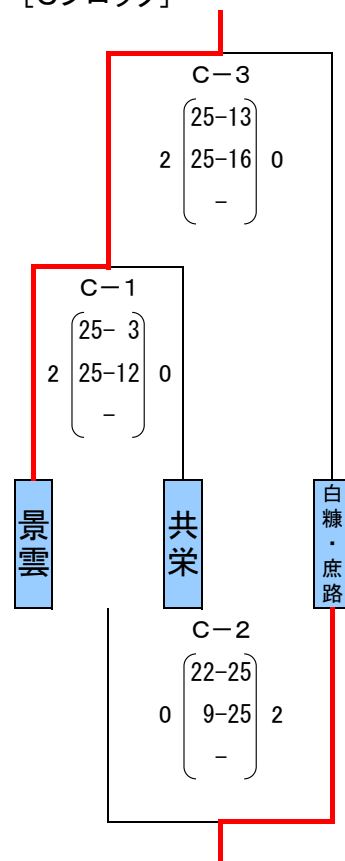 [Cブロック]
C－3
25-13
2 25-16 0
-
C－1
25- 3
2 25-12 0
-
景雲
共栄
白糠・庶路
C－2
22-25
0 9-25 2
-